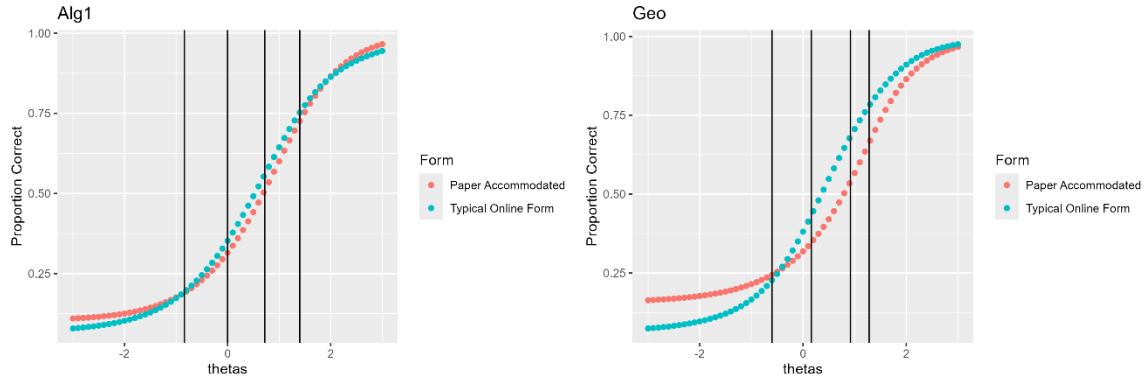 Alg1
1.00
0.75
0.50
0.25
Proportion Correct
-2
0
2
thetas
Form
Paper Accommodated
Typical Online Form
Geo
1.00
0.75
0.50
0.25
Proportion Correct
-2
0
2
thetas
Form
Paper Accommodated
Typical Online Form